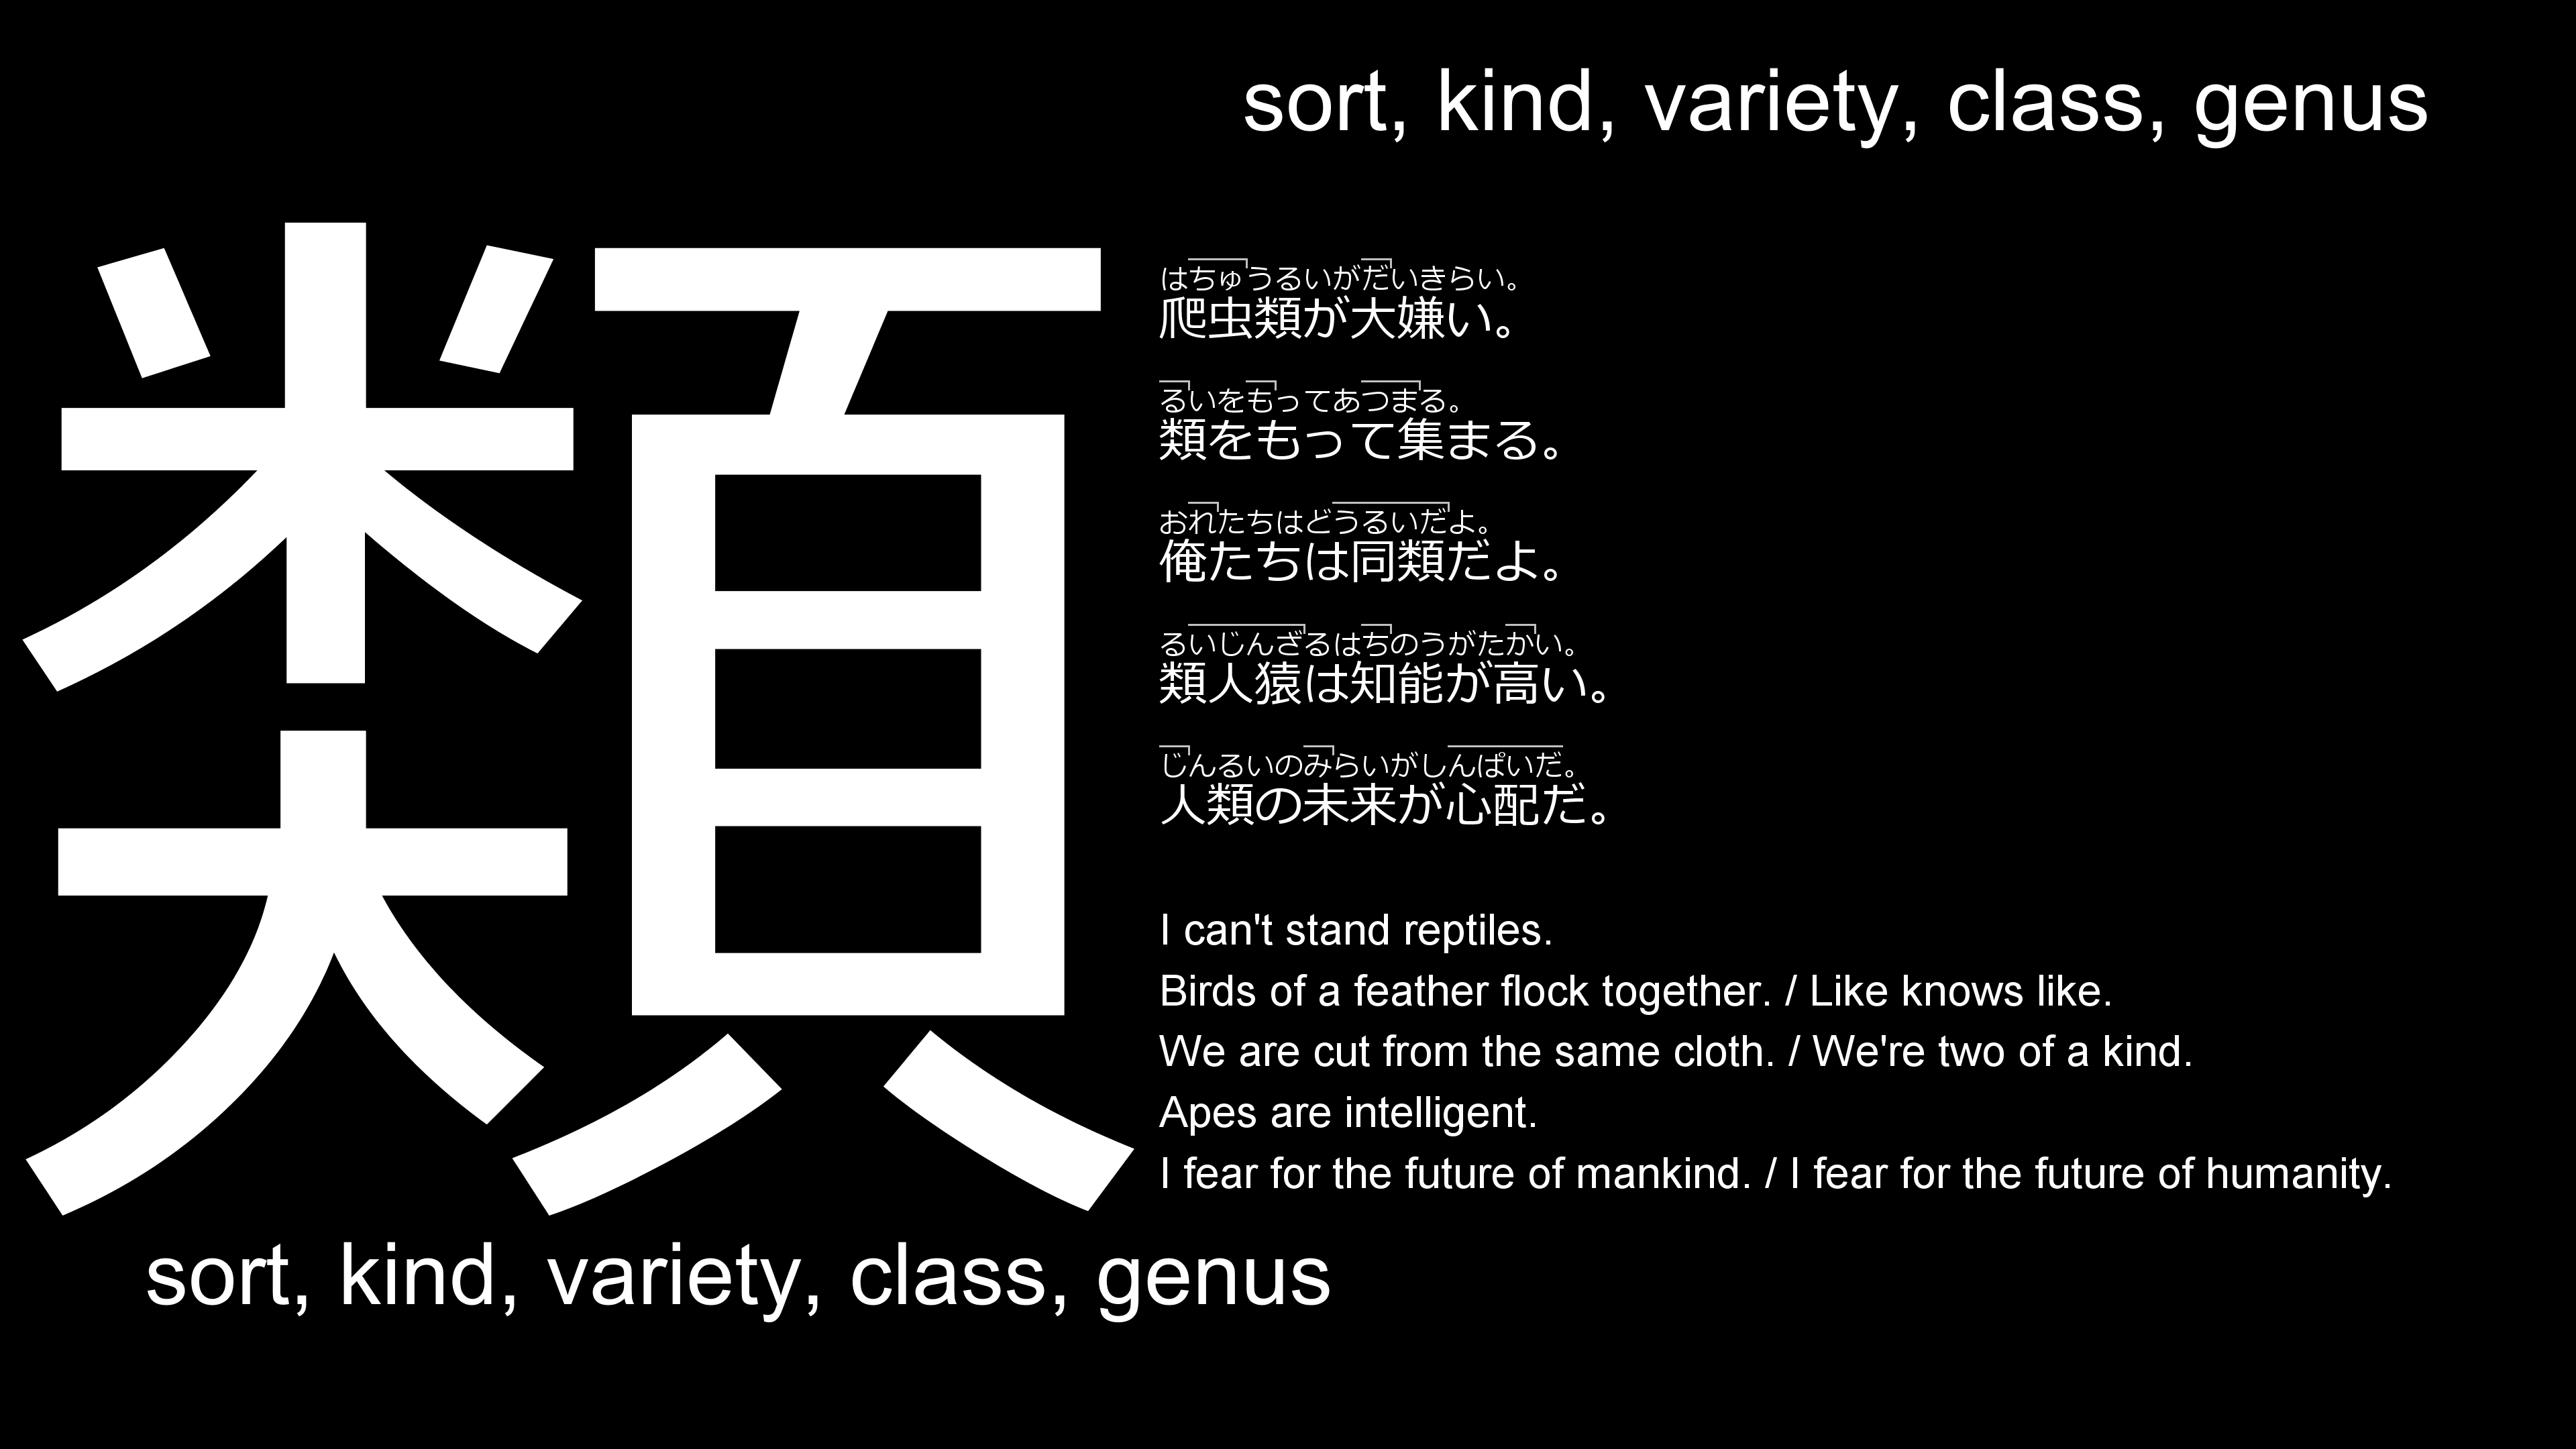 sort, kind, variety, class, genus
類
はちゅうるいがだいきらい。
爬虫類が大嫌い。
るいをもってあつまる。
類をもって集まる。
おれたちはどうるいだよ。
俺たちは同類だよ。
るいじんざるはちのうがたかい。
類人猿は知能が高い。
じんるいのみらいがしんぱいだ。
人類の未来が心配だ。
I can't stand reptiles.
Birds of a feather flock together. / Like knows like.
We are cut from the same cloth. / We're two of a kind.
Apes are intelligent.
I fear for the future of mankind. / I fear for the future of humanity.
sort, kind, variety, class, genus